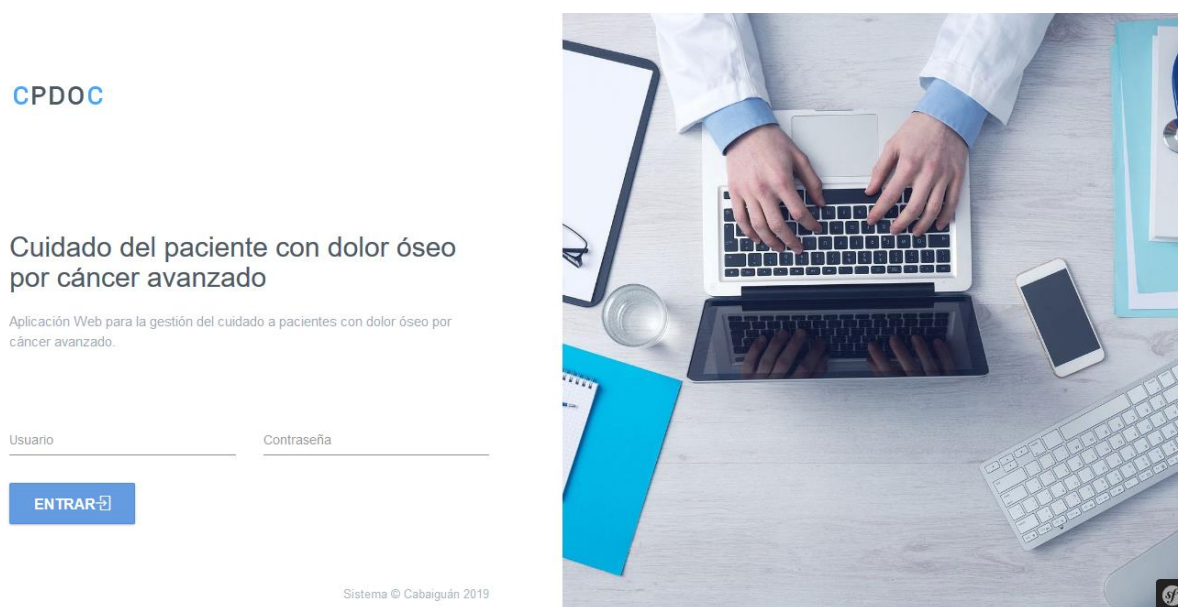 CPDOC
Cuidado del paciente con dolor óseo
por cáncer avanzado
Aplicación Web para la gestión del cuidado a pacientes con dolor óseo por
cáncer avanzado.
Usuario Contraseña
ENTRAR
Sistema © Cabaiguán 2019
sf